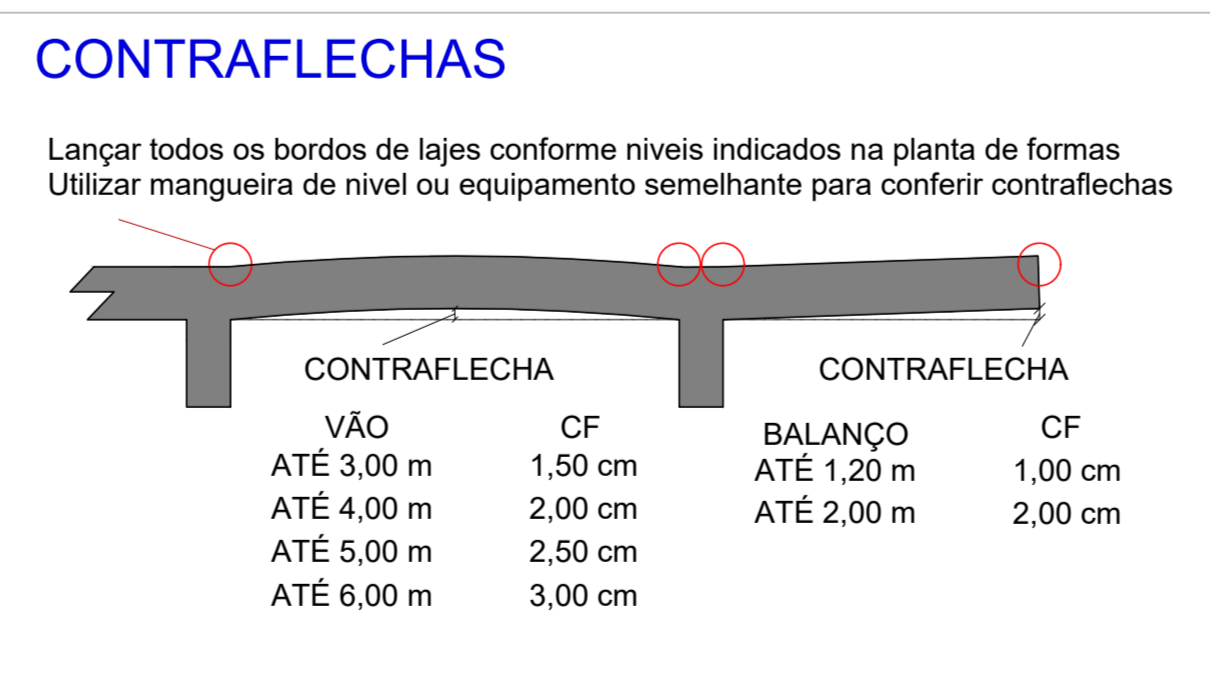 CONTRAFLECHAS
Lançar todos os bordos de lajes conforme niveis indicados na planta de formas
Utilizar mangueira de nivel ou equipamento semelhante para conferir contraflechas
CONTRAFLECHA
VÃO CF
ATÉ 3,00 m 1,50 cm
ATÉ 4,00 m 2,00 cm
ATÉ 5,00 m 2,50 cm
ATÉ 6,00 m 3,00 cm
CONTRAFLECHA
BALANÇO CF
ATÉ 1,20 m 1,00 cm
ATÉ 2,00 m 2,00 cm